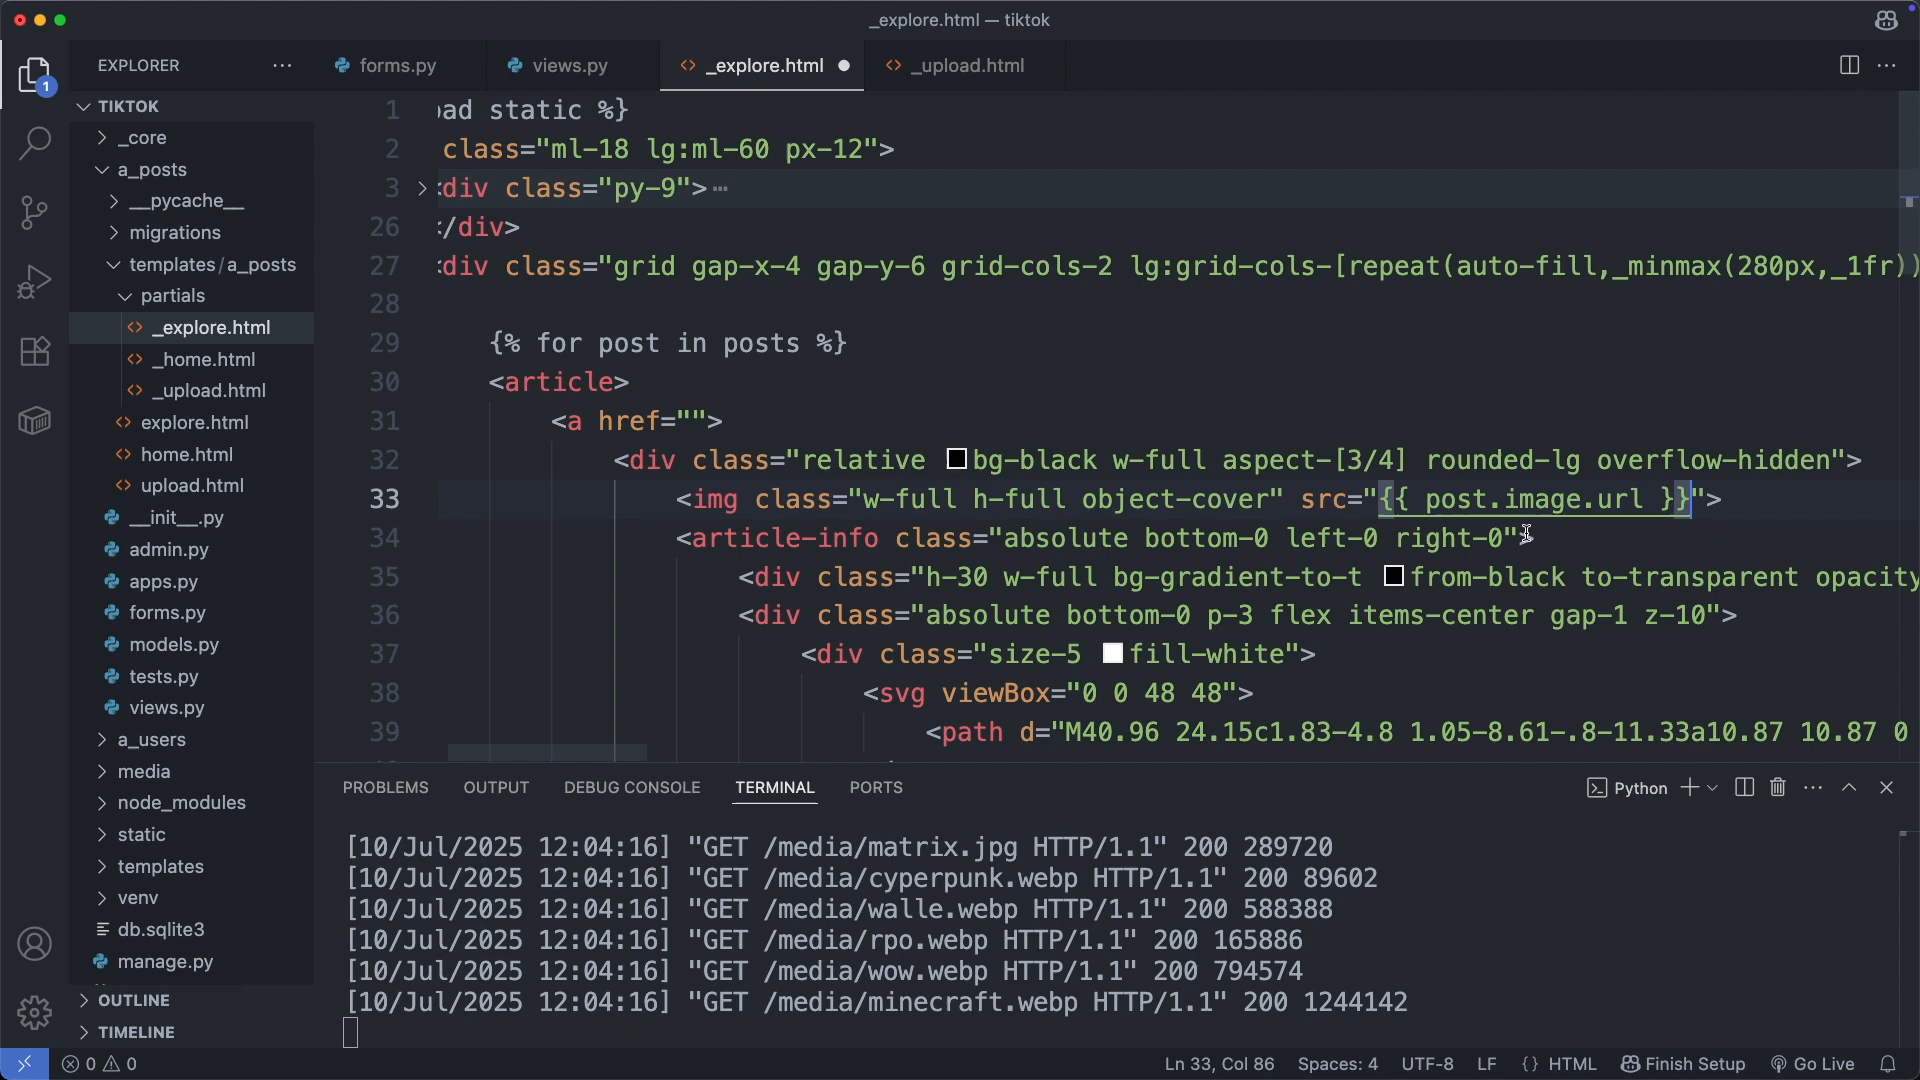 _explore.html — tiktok
1
EXPLORER
forms.py
views.py
_explore.html
_upload.html
TIKTOK
_core
a_posts
__pycache__
migrations
templates/a_posts
partials
_explore.html
_home.html
_upload.html
explore.html
home.html
upload.html
__init__.py
admin.py
apps.py
forms.py
models.py
tests.py
views.py
a_users
media
node_modules
static
templates
venv
db.sqlite3
manage.py
OUTLINE
TIMELINE
1 ad static %}
2 class="ml-18 lg:ml-60 px-12">
3 <div class="py-9">⋯
26 </div>
27 <div class="grid gap-x-4 gap-y-6 grid-cols-2 lg:grid-cols-[repeat(auto-fill,_minmax(280px,_1fr))
28
29 {% for post in posts %}
30 <article>
31 <a href="">
32 <div class="relative bg-black w-full aspect-[3/4] rounded-lg overflow-hidden">
33 <img class="w-full h-full object-cover" src="{{ post.image.url }}">
34 <article-info class="absolute bottom-0 left-0 right-0">
35 <div class="h-30 w-full bg-gradient-to-t from-black to-transparent opacity
36 <div class="absolute bottom-0 p-3 flex items-center gap-1 z-10">
37 <div class="size-5 fill-white">
38 <svg viewBox="0 0 48 48">
39 <path d="M40.96 24.15c1.83-4.8 1.05-8.61-.8-11.33a10.87 10.87 0
PROBLEMS OUTPUT DEBUG CONSOLE TERMINAL PORTS
Python
[10/Jul/2025 12:04:16] "GET /media/matrix.jpg HTTP/1.1" 200 289720
[10/Jul/2025 12:04:16] "GET /media/cyperpunk.webp HTTP/1.1" 200 89602
[10/Jul/2025 12:04:16] "GET /media/walle.webp HTTP/1.1" 200 588388
[10/Jul/2025 12:04:16] "GET /media/rpo.webp HTTP/1.1" 200 165886
[10/Jul/2025 12:04:16] "GET /media/wow.webp HTTP/1.1" 200 794574
[10/Jul/2025 12:04:16] "GET /media/minecraft.webp HTTP/1.1" 200 1244142
0 0
Ln 33, Col 86 Spaces: 4 UTF-8 LF {} HTML Finish Setup Go Live